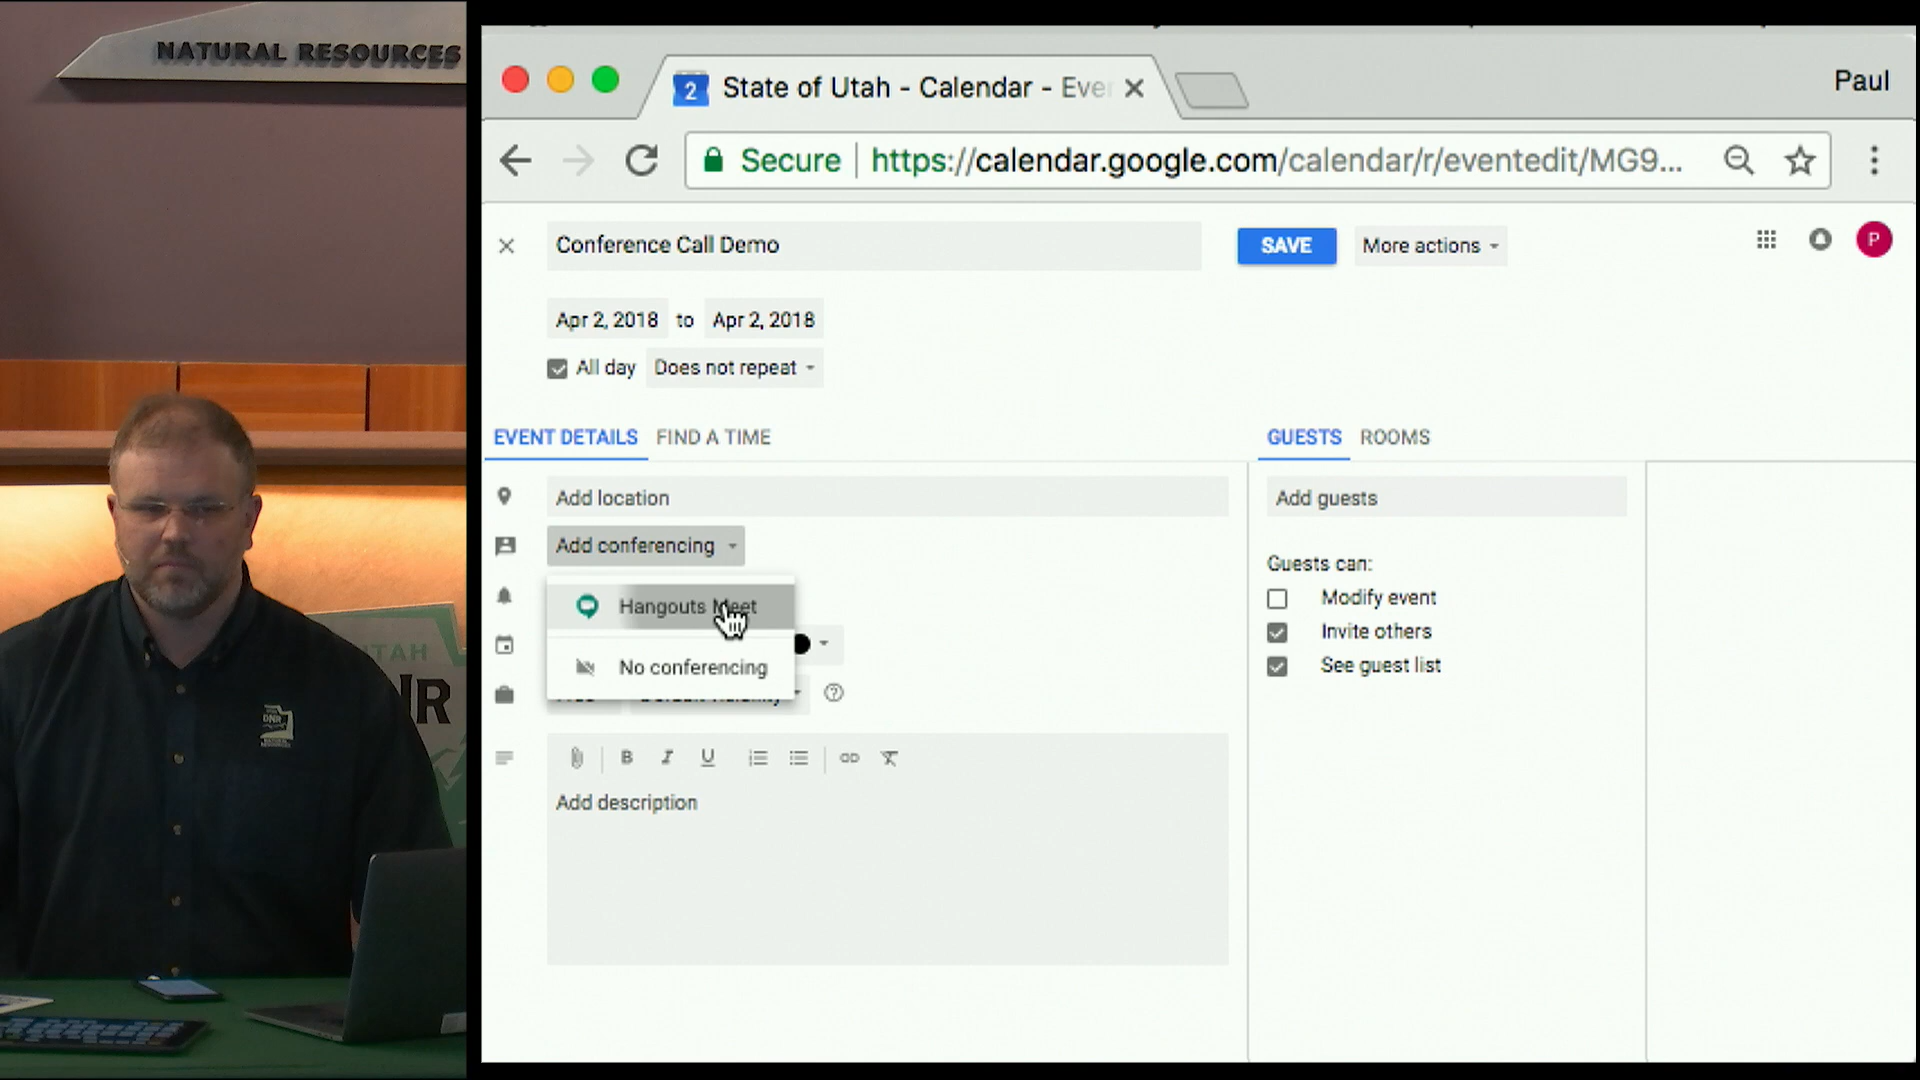 NATURAL RESOURCES
State of Utah - Calendar - Eve
Paul
Secure https://calendar.google.com/calendar/r/eventedit/MG9...
Conference Call Demo
SAVE
More actions
P
Apr 2, 2018 to Apr 2, 2018
All day Does not repeat
EVENT DETAILS FIND A TIME
GUESTS ROOMS
Add location
Add guests
Add conferencing
Guests can:
Hangouts Meet
Modify event
Invite others
No conferencing
See guest list
B I U
Add description
UTAH
DNR
2